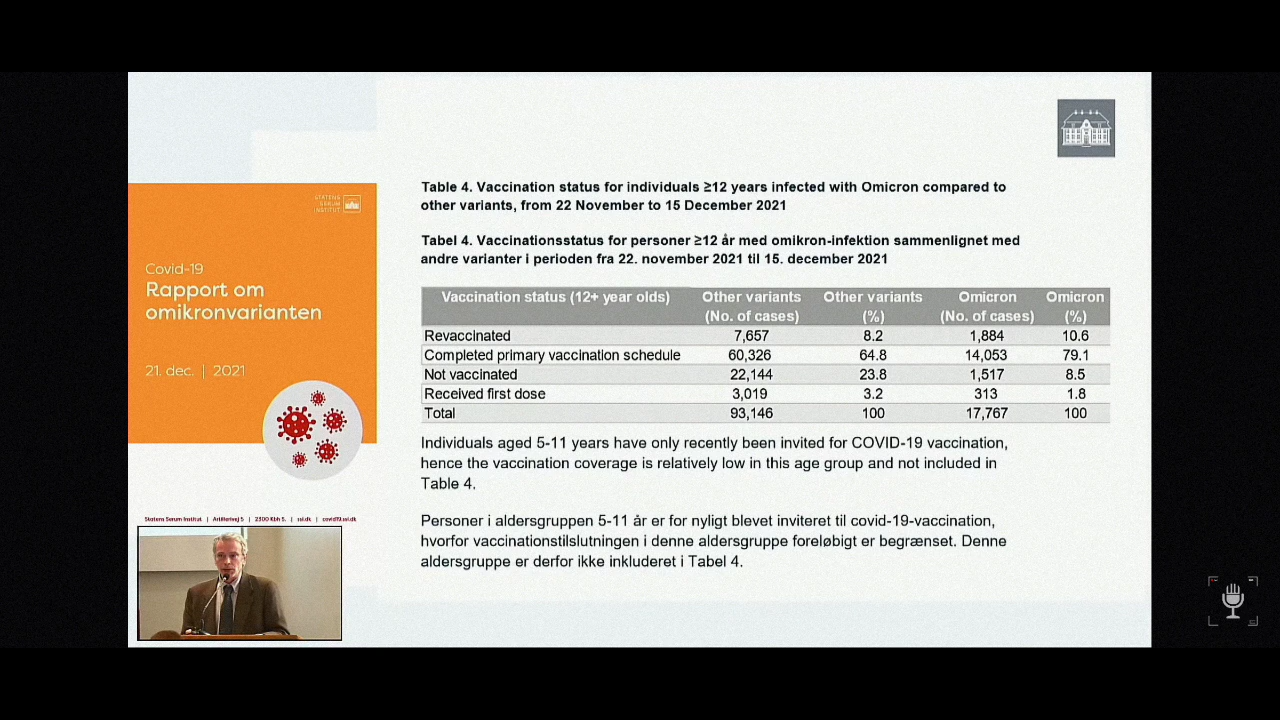 STATENS
SERUM
INSTITUT
Covid-19
Rapport om
omikronvarianten
21. dec. | 2021
Statens Serum Institut | Artillerivej 5 | 2300 Kbh S. | ssi.dk | covid19.ssi.dk
Table 4. Vaccination status for individuals ≥12 years infected with Omicron compared to
other variants, from 22 November to 15 December 2021
Tabel 4. Vaccinationsstatus for personer ≥12 år med omikron-infektion sammenlignet med
andre varianter i perioden fra 22. november 2021 til 15. december 2021
Vaccination status (12+ year olds) Other variants Other variants Omicron Omicron
(No. of cases) (%) (No. of cases) (%)
Revaccinated 7,657 8.2 1,884 10.6
Completed primary vaccination schedule 60,326 64.8 14,053 79.1
Not vaccinated 22,144 23.8 1,517 8.5
Received first dose 3,019 3.2 313 1.8
Total 93,146 100 17,767 100
Individuals aged 5-11 years have only recently been invited for COVID-19 vaccination,
hence the vaccination coverage is relatively low in this age group and not included in
Table 4.
Personer i aldersgruppen 5-11 år er for nyligt blevet inviteret til covid-19-vaccination,
hvorfor vaccinationstilslutningen i denne aldersgruppe foreløbigt er begrænset. Denne
aldersgruppe er derfor ikke inkluderet i Tabel 4.